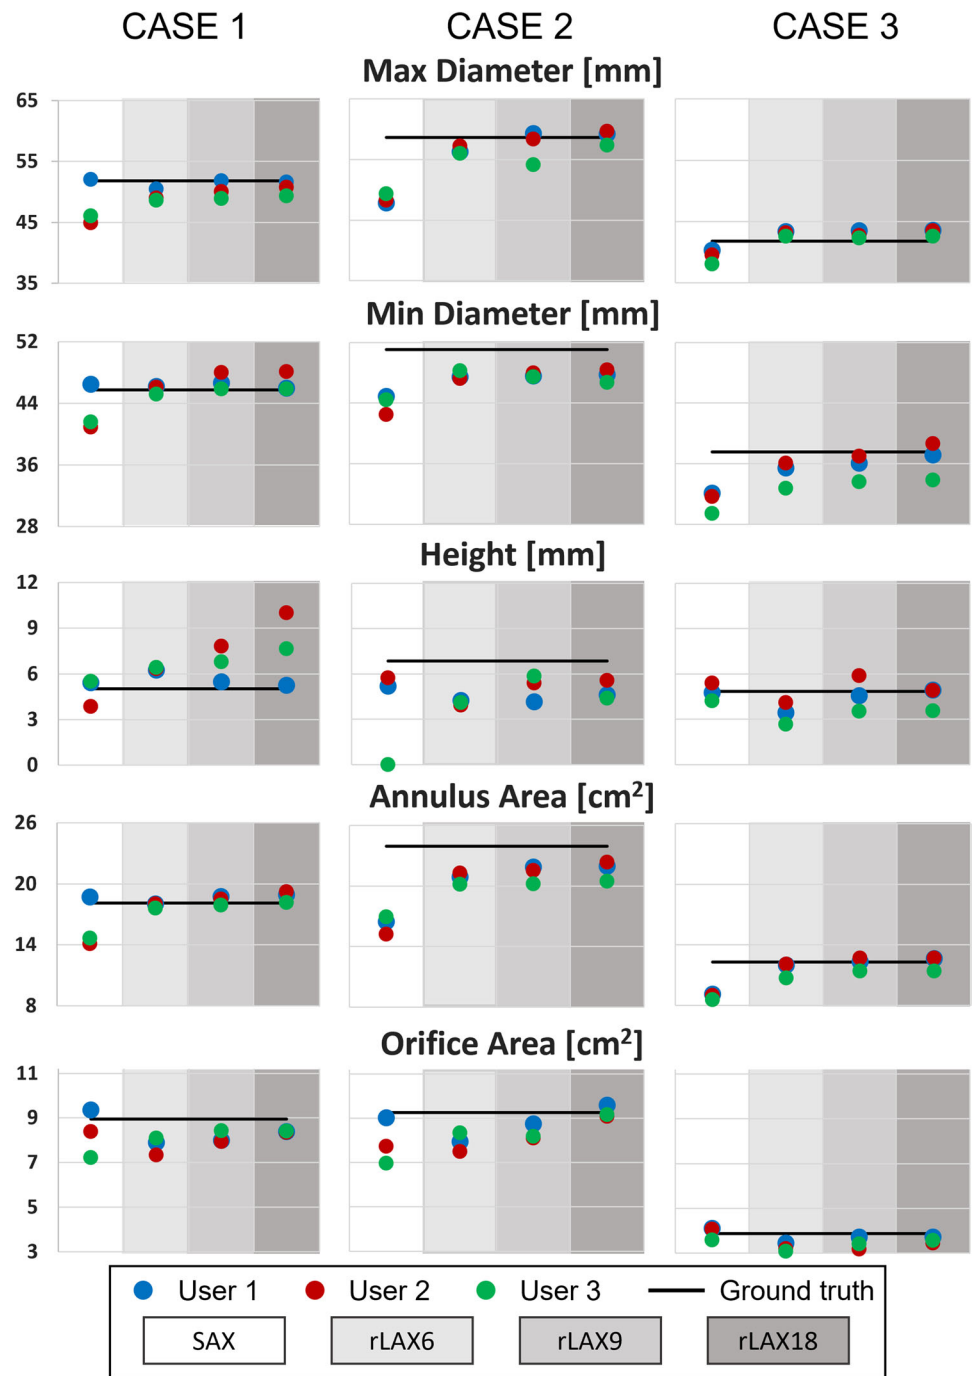 CASE 1 CASE 2 CASE 3
Max Diameter [mm]
65
55
45
35
Min Diameter [mm]
52
44
36
28
Height [mm]
12
9
6
3
0
Annulus Area [cm²]
26
20
14
8
Orifice Area [cm²]
11
9
7
5
3
User 1 User 2 User 3 Ground truth
SAX rLAX6 rLAX9 rLAX18